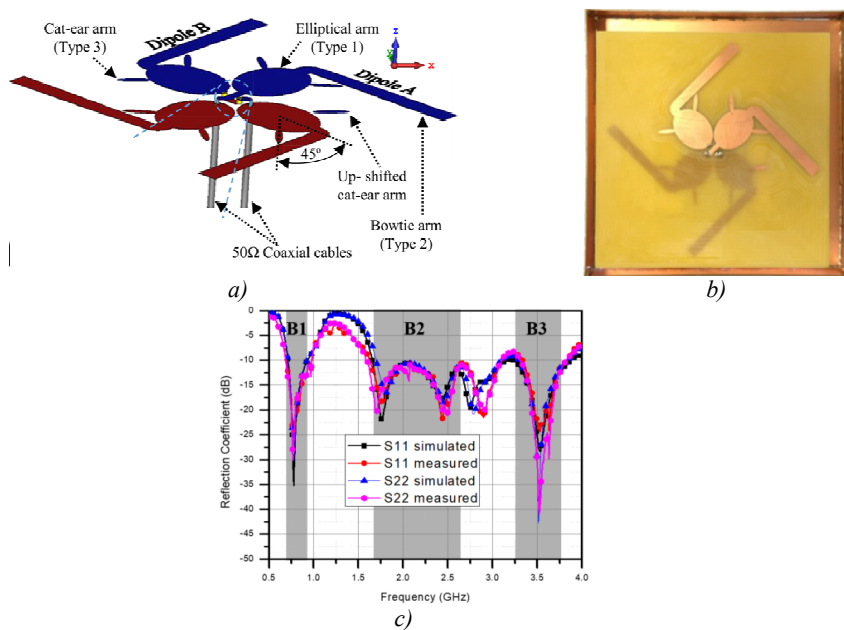 Cat-ear arm
(Type 3)
Dipole B
Elliptical arm
(Type 1)
z
y
x
Dipole A
45°
Up- shifted
cat-ear arm
Bowtie arm
(Type 2)
50Ω Coaxial cables
a)
b)
B1
B2
B3
0
-5
-10
-15
-20
-25
-30
-35
-40
-45
-50
Reflection Coefficient (dB)
S11 simulated
S11 measured
S22 simulated
S22 measured
0.5 1.0 1.5 2.0 2.5 3.0 3.5 4.0
Frequency (GHz)
c)